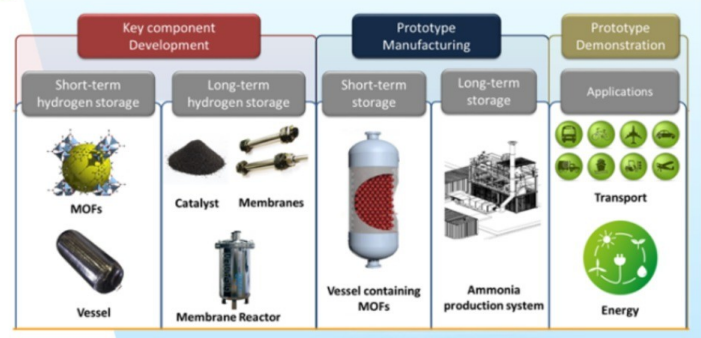 Key component
Development
Prototype
Manufacturing
Prototype
Demonstration
Short-term
hydrogen storage
Long-term
hydrogen storage
Short-term
storage
Long-term
storage
Applications
MOFs
Vessel
Catalyst
Membranes
Membrane Reactor
Vessel containing
MOFs
Ammonia
production system
Transport
Energy